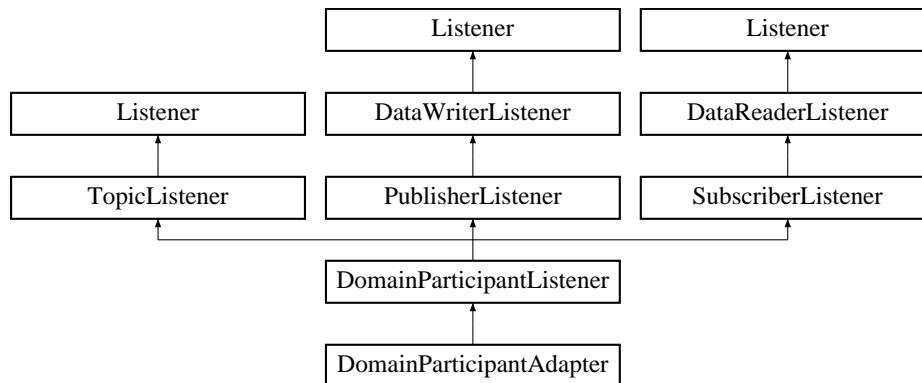 Listener
Listener
Listener
DataWriterListener
DataReaderListener
TopicListener
PublisherListener
SubscriberListener
DomainParticipantListener
DomainParticipantAdapter